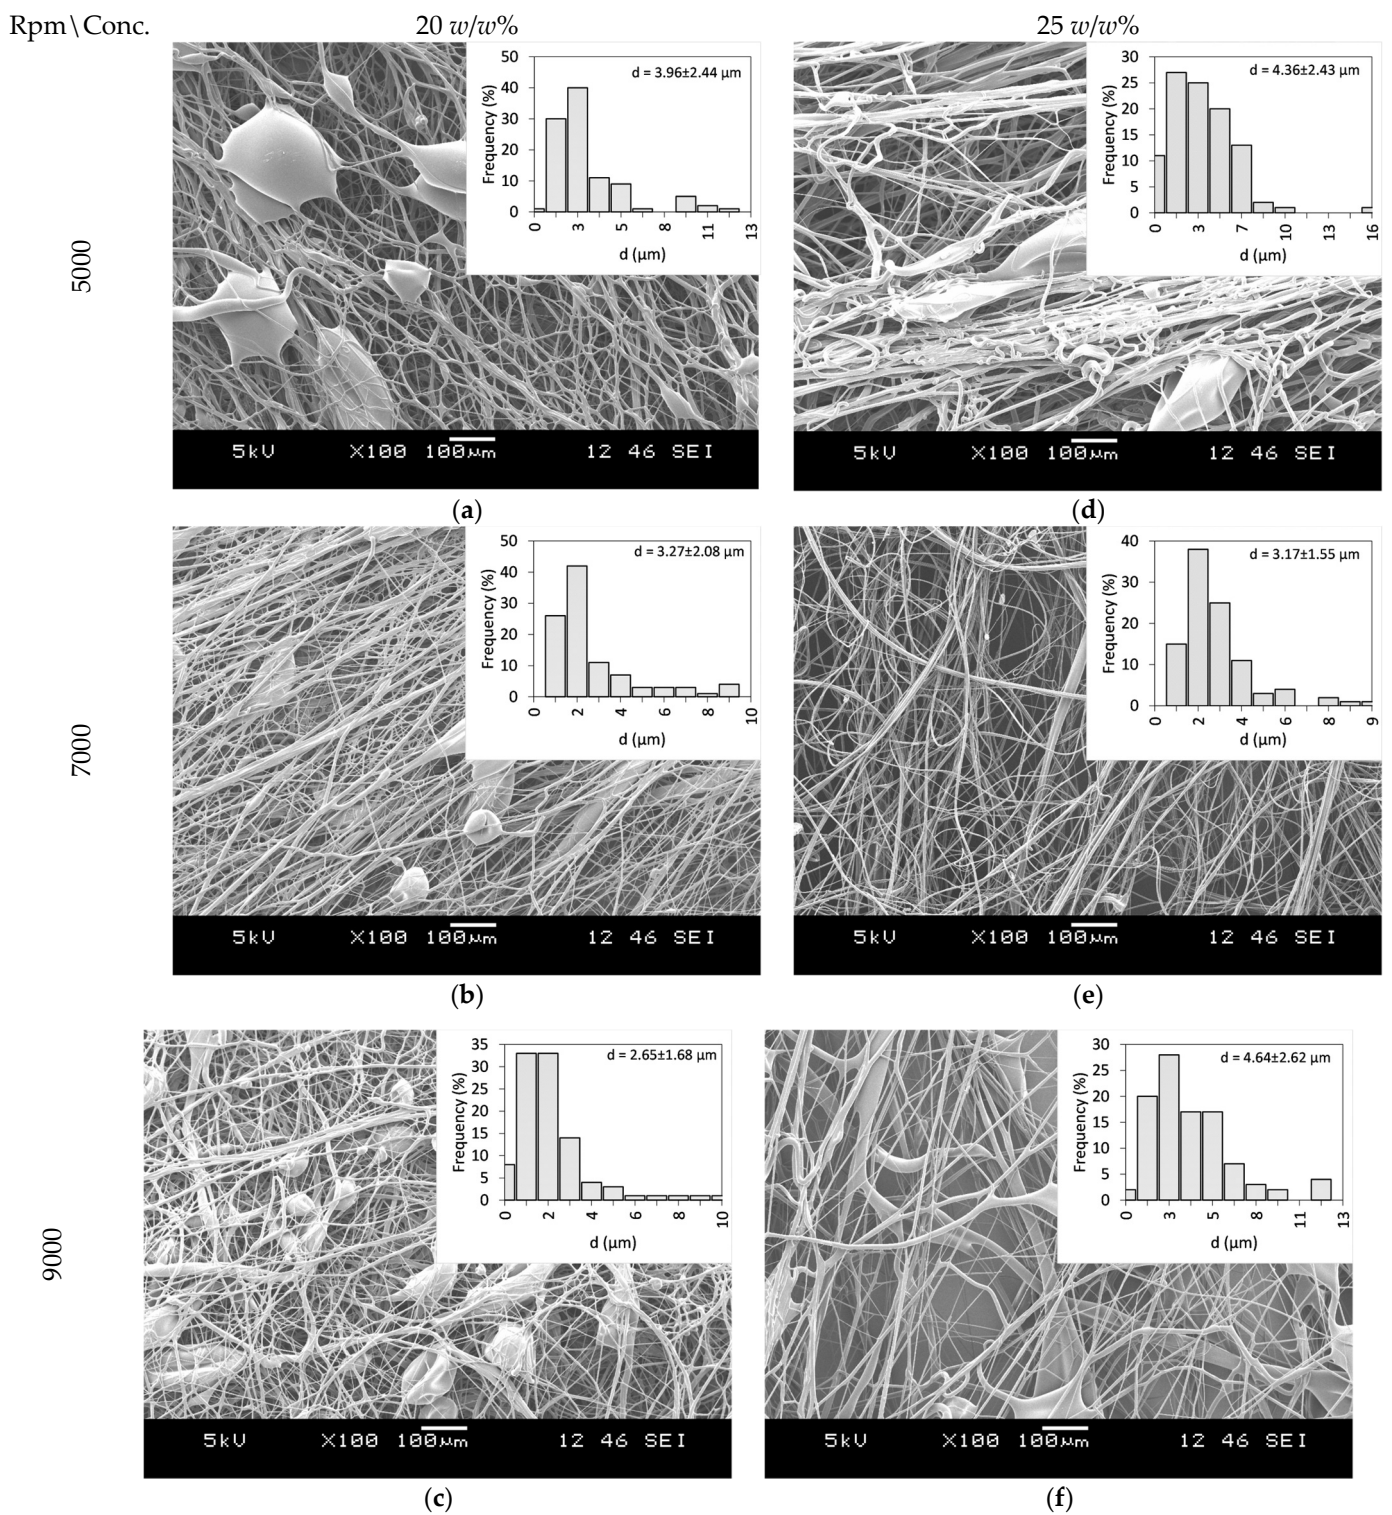 Rpm\Conc. 20 w/w% 25 w/w%
5000
50
40
30
20
10
0
Frequency (%)
d = 3.96±2.44 µm
0 3 5 8 11 13
d (µm)
5kV X100 100µm 12 46 SEI
(a)
30
25
20
15
10
5
0
Frequency (%)
d = 4.36±2.43 µm
0 3 7 10 13 16
d (µm)
5kV X100 100µm 12 46 SEI
(d)
7000
50
40
30
20
10
0
Frequency (%)
d = 3.27±2.08 µm
0 2 4 6 8 10
d (µm)
5kV X100 100µm 12 46 SEI
(b)
40
30
20
10
0
Frequency (%)
d = 3.17±1.55 µm
0 2 4 6 8 9
d (µm)
5kV X100 100µm 12 46 SEI
(e)
9000
35
30
25
20
15
10
5
0
Frequency (%)
d = 2.65±1.68 µm
0 2 4 6 8 10
d (µm)
5kV X100 100µm 12 46 SEI
(c)
30
25
20
15
10
5
0
Frequency (%)
d = 4.64±2.62 µm
0 3 5 8 11 13
d (µm)
5kV X100 100µm 12 46 SEI
(f)